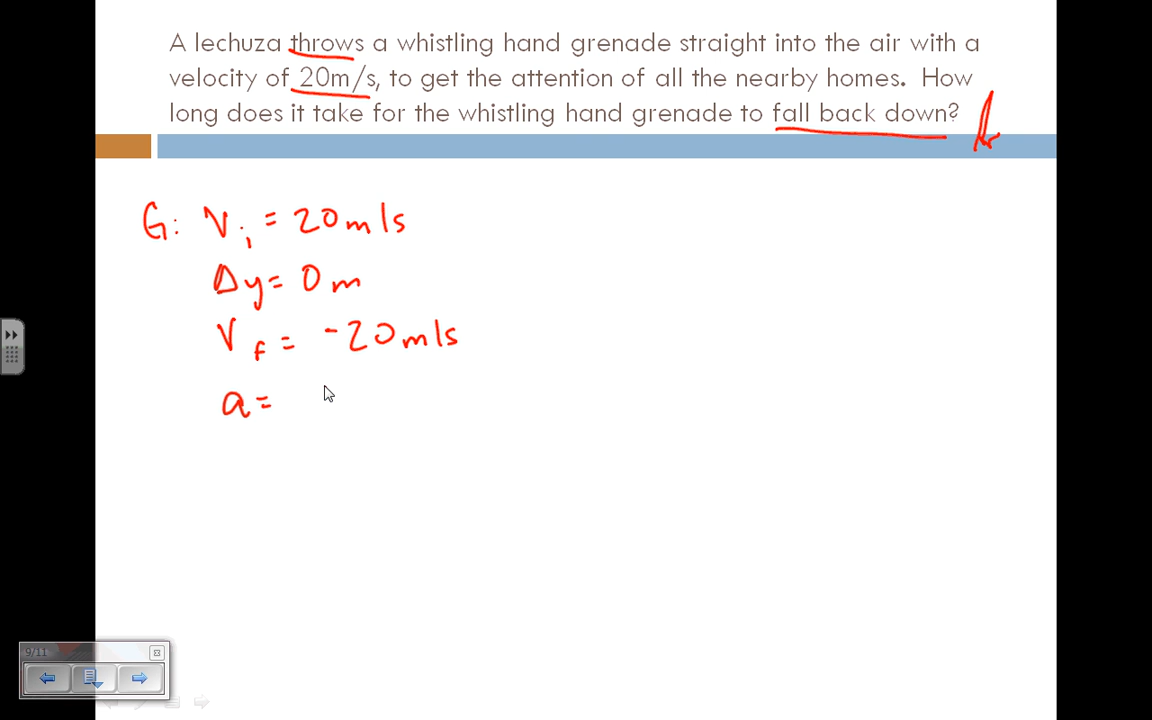 A lechuza throws a whistling hand grenade straight into the air with a
velocity of 20m/s, to get the attention of all the nearby homes. How
long does it take for the whistling hand grenade to fall back down?
G: Vi = 20 m/s
Δy = 0 m
Vf = -20 m/s
a =
9/11